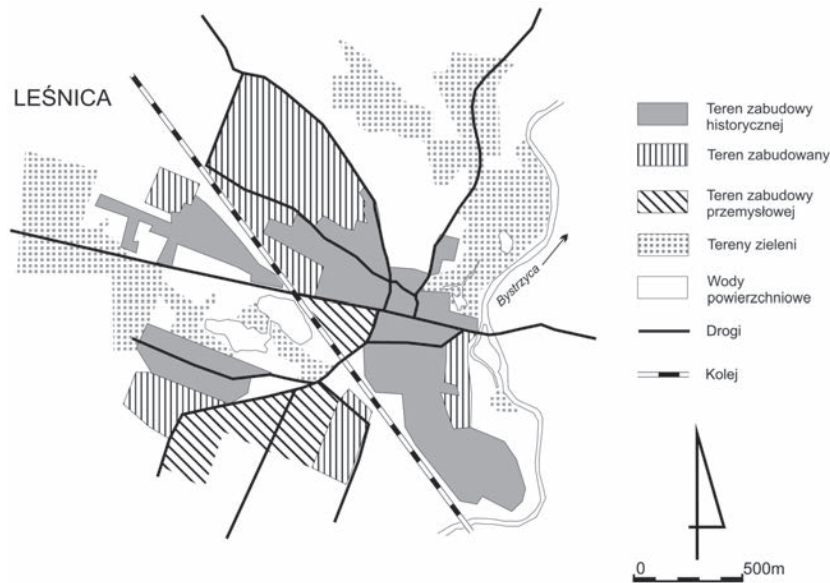 LEŚNICA
Teren zabudowy
historycznej
Teren zabudowany
Teren zabudowy
przemysłowej
Tereny zieleni
Wody
powierzchniowe
Drogi
Kolej
Bystrzyca
0 500m